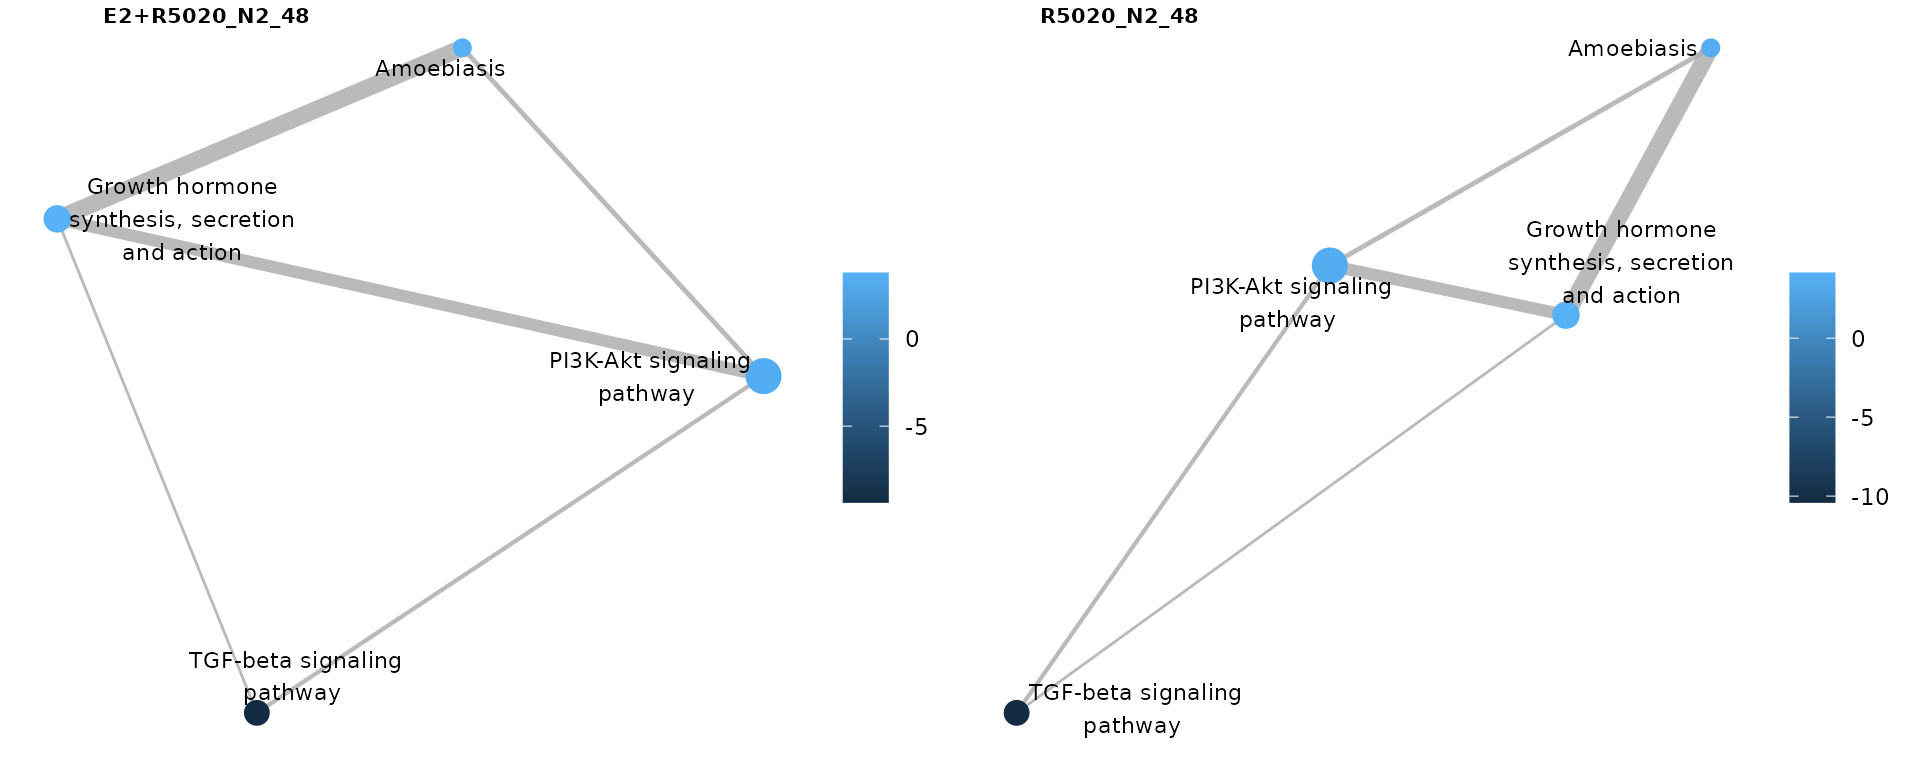 E2+R5020_N2_48
Amoebiasis
Growth hormone
synthesis, secretion
and action
PI3K-Akt signaling
pathway
TGF-beta signaling
pathway
0
-5
R5020_N2_48
Amoebiasis
Growth hormone
synthesis, secretion
and action
PI3K-Akt signaling
pathway
TGF-beta signaling
pathway
0
-5
-10